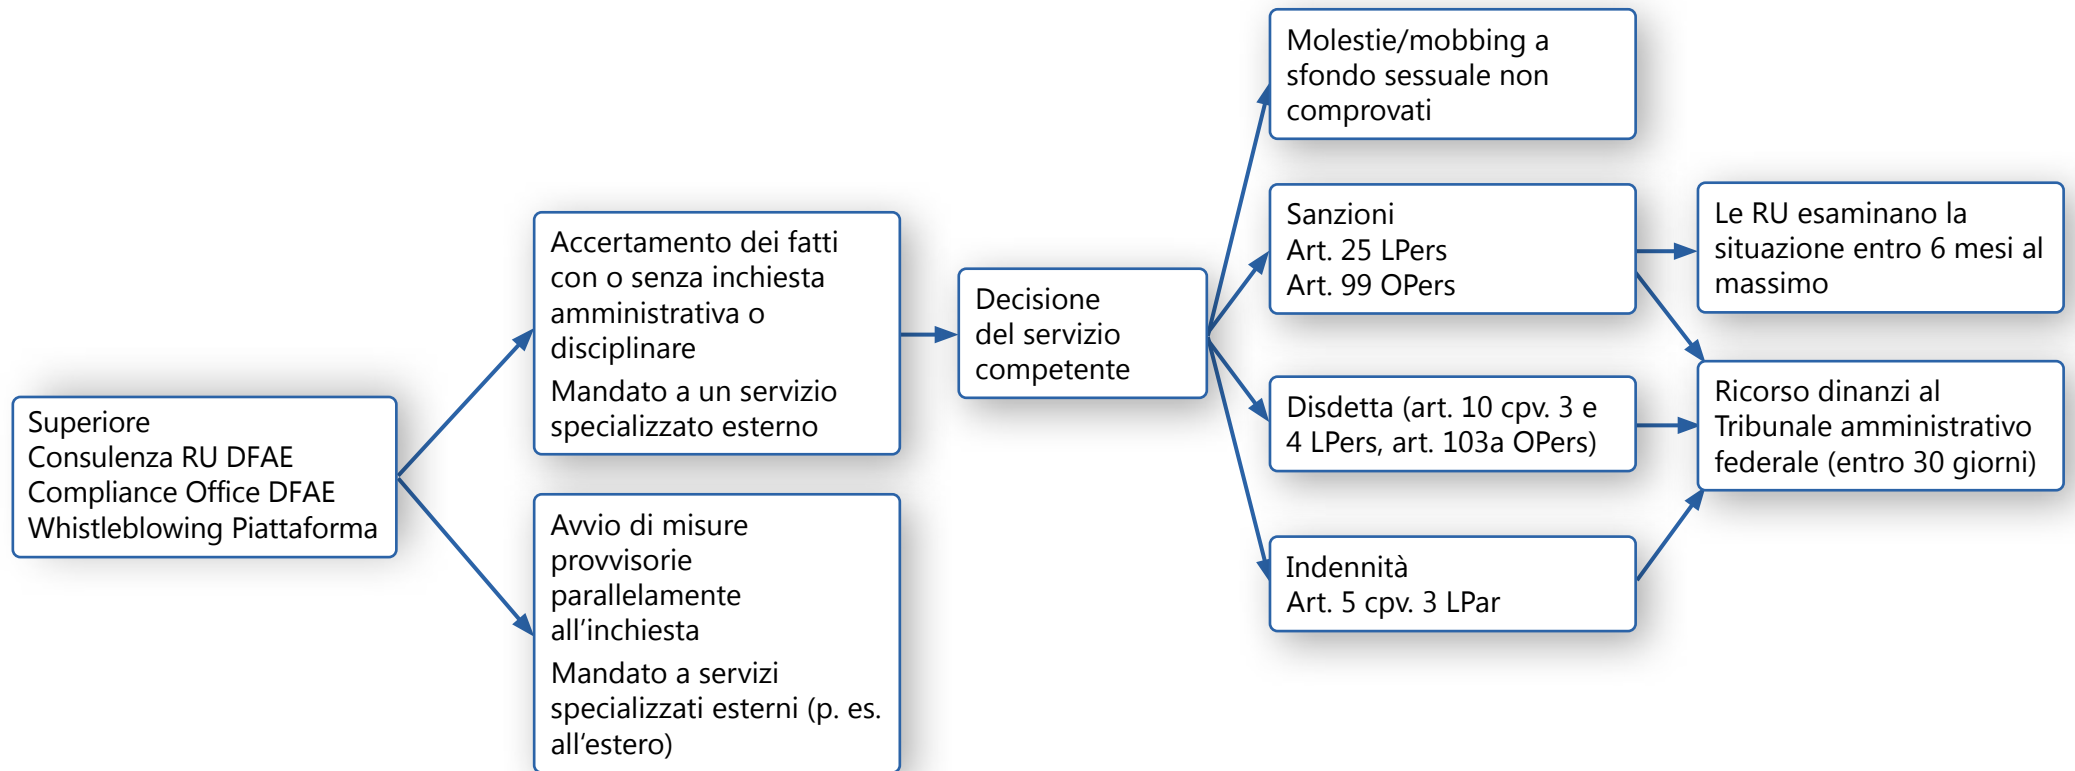 Superiore
Consulenza RU DFAE
Compliance Office DFAE
Whistleblowing Piattaforma
Accertamento dei fatti
con o senza inchiesta
amministrativa o
disciplinare
Mandato a un servizio
specializzato esterno
Avvio di misure
provvisorie
parallelamente
all’inchiesta
Mandato a servizi
specializzati esterni (p. es.
all‘estero)
Decisione
del servizio
competente
Molestie/mobbing a
sfondo sessuale non
comprovati
Sanzioni
Art. 25 LPers
Art. 99 OPers
Disdetta (art. 10 cpv. 3 e
4 LPers, art. 103a OPers)
Indennità
Art. 5 cpv. 3 LPar
Le RU esaminano la
situazione entro 6 mesi al
massimo
Ricorso dinanzi al
Tribunale amministrativo
federale (entro 30 giorni)